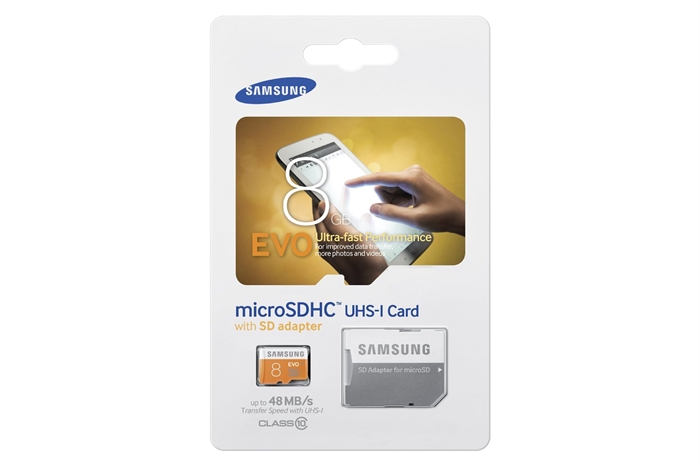 SAMSUNG
8
GB
EVO
Ultra-fast Performance
For improved data transfer,
more photos and videos
microSDHC™ UHS-I Card
with SD adapter
SAMSUNG
EVO
8
up to 48 MB/s
Transfer Speed with UHS-I
CLASS 10
SAMSUNG
SD Adapter for microSD